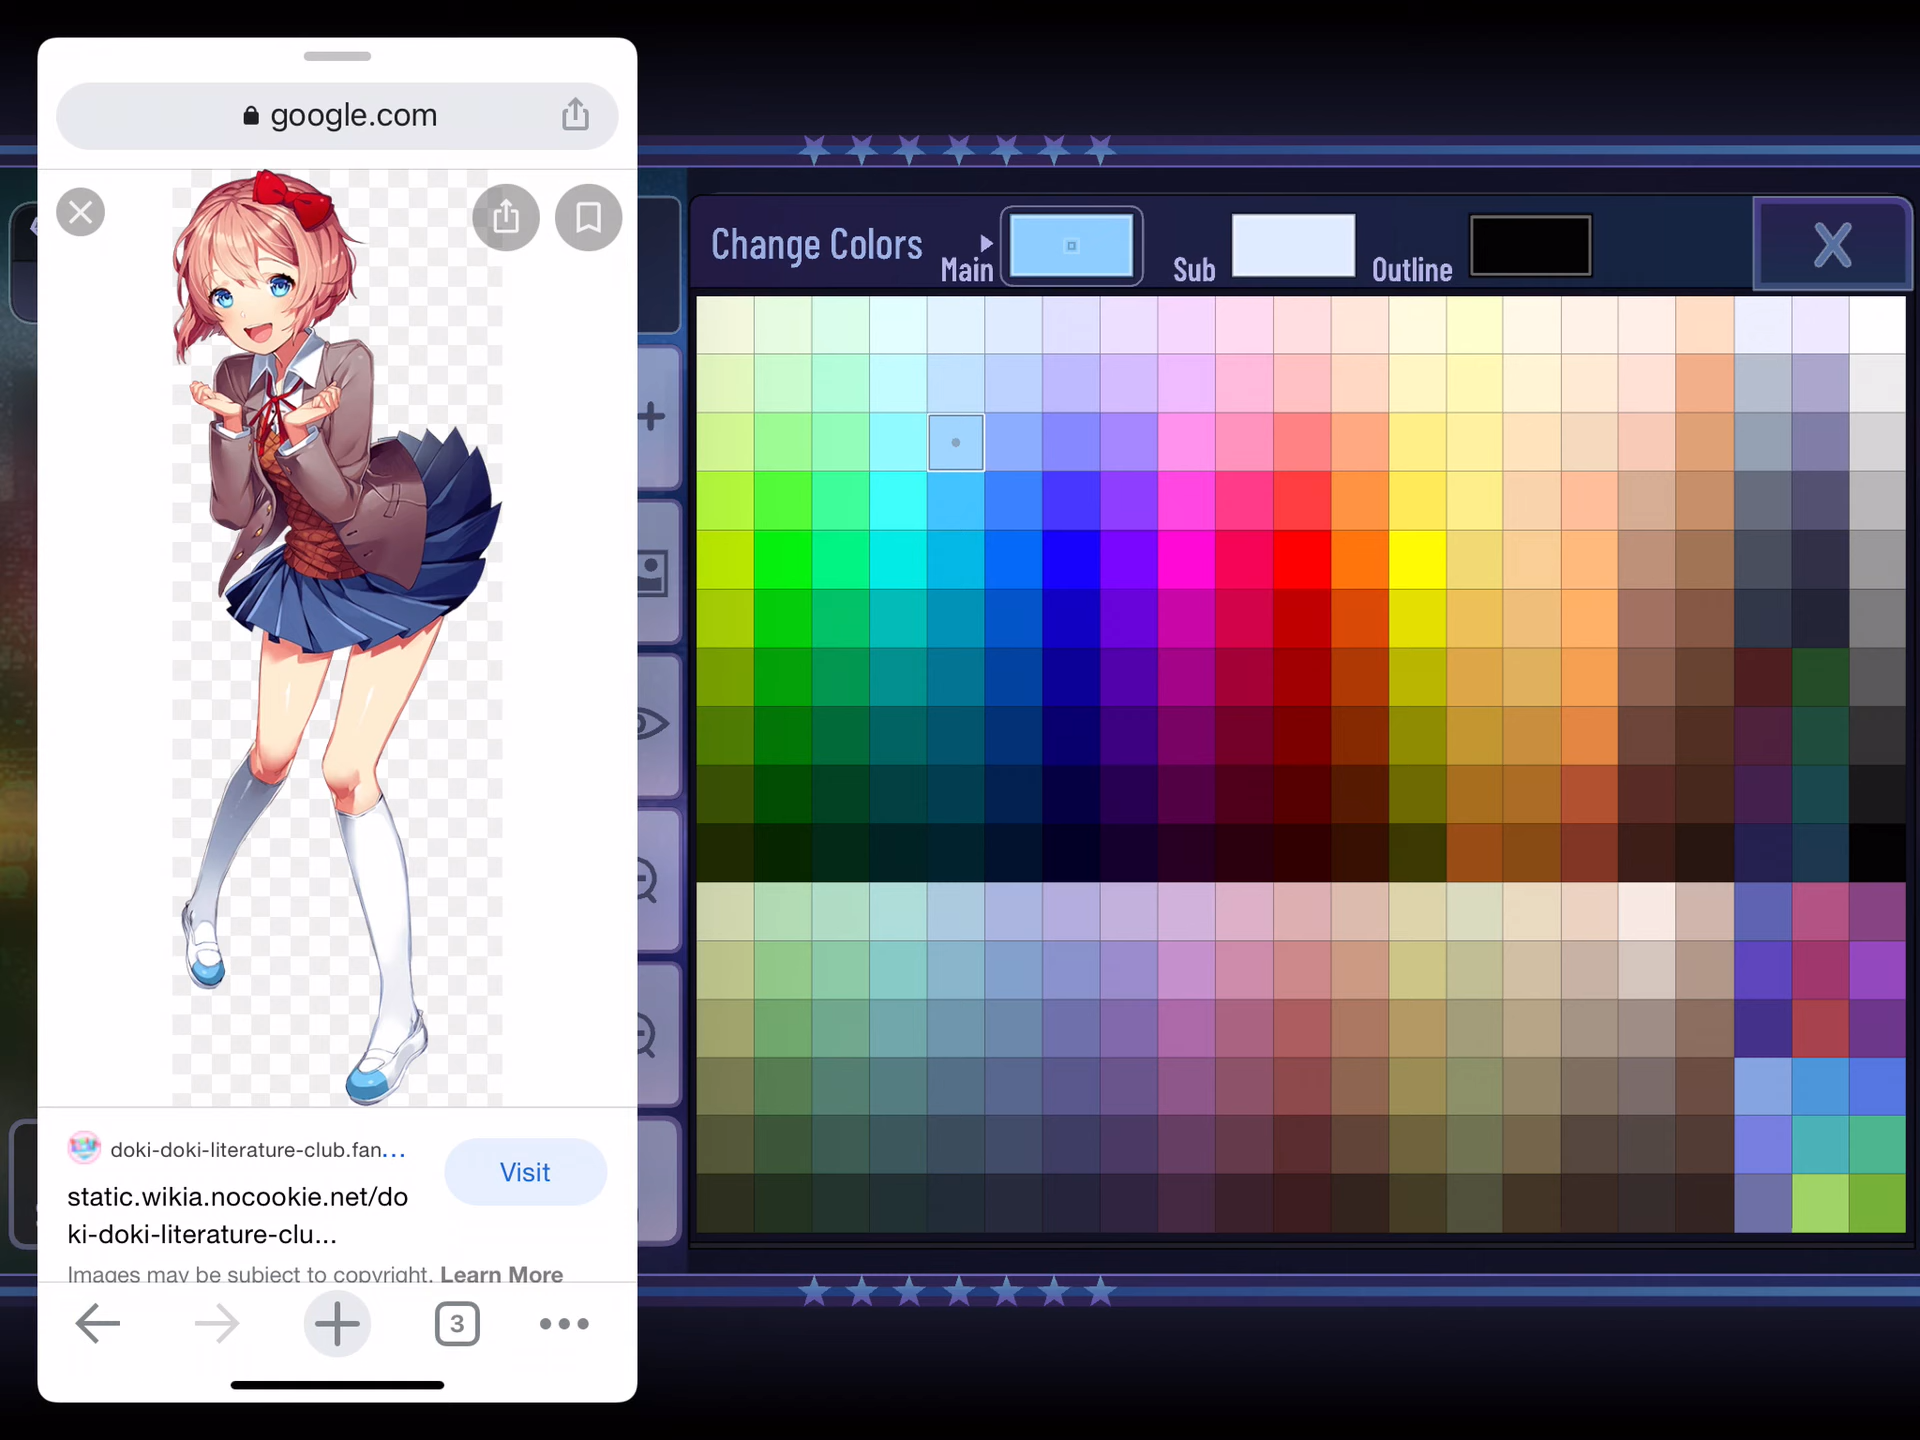 google.com
Change Colors
Main
Sub
Outline
X
doki-doki-literature-club.fan...
Visit
static.wikia.nocookie.net/do
ki-doki-literature-clu...
Images may be subject to copyright. Learn More
3